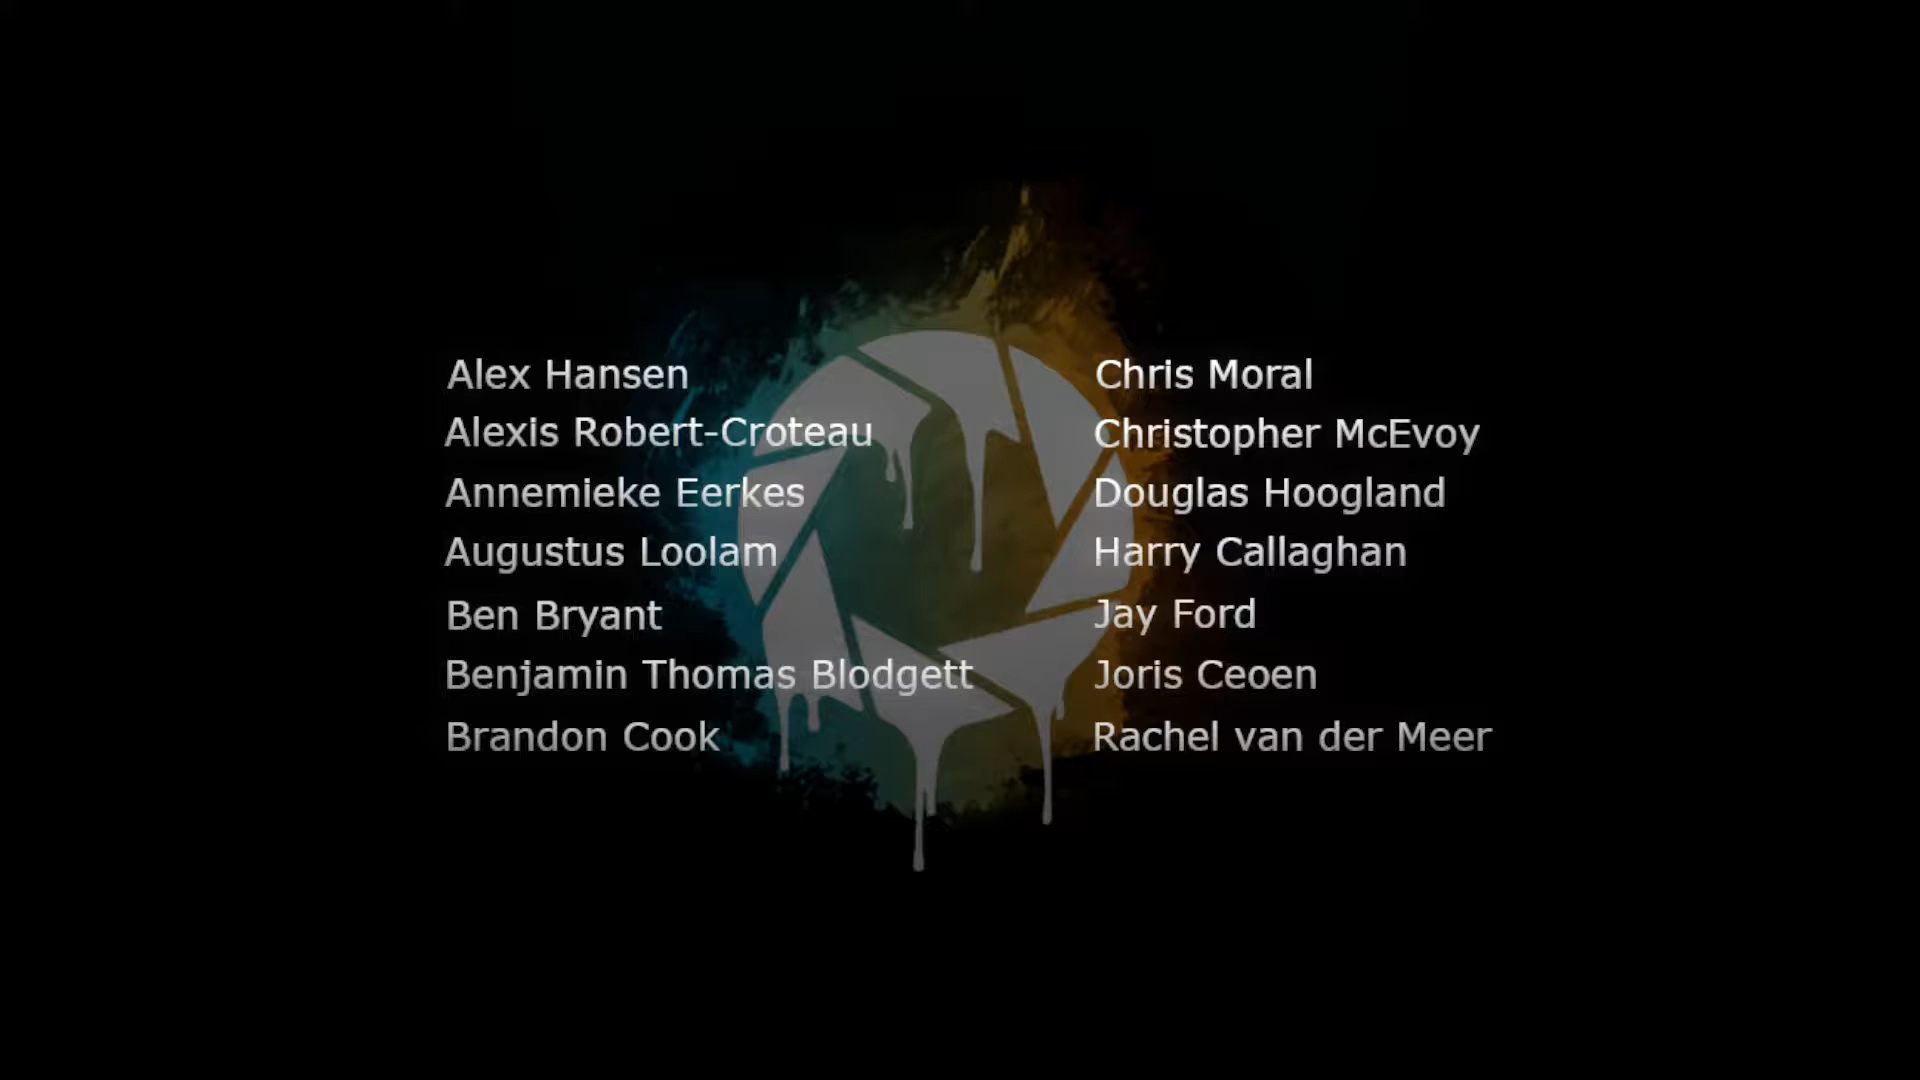 Alex Hansen
Alexis Robert-Croteau
Annemieke Eerkes
Augustus Loolam
Ben Bryant
Benjamin Thomas Blodgett
Brandon Cook
Chris Moral
Christopher McEvoy
Douglas Hoogland
Harry Callaghan
Jay Ford
Joris Ceoen
Rachel van der Meer